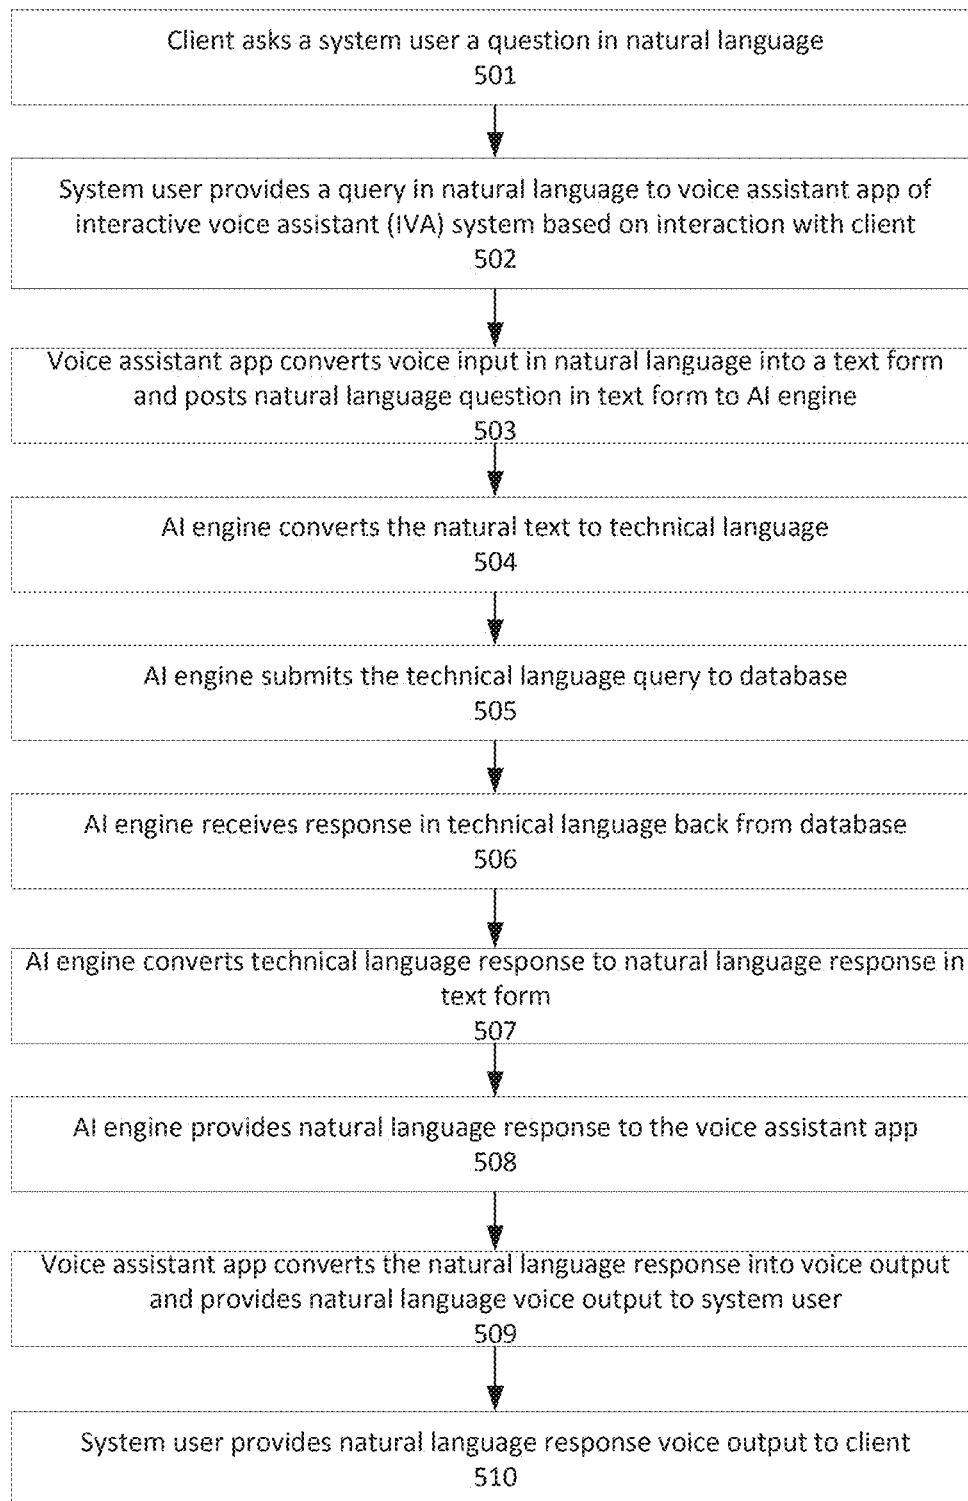 Client asks a system user a question in natural language
501
System user provides a query in natural language to voice assistant app of
interactive voice assistant (IVA) system based on interaction with client
502
Voice assistant app converts voice input in natural language into a text form
and posts natural language question in text form to AI engine
503
AI engine converts the natural text to technical language
504
AI engine submits the technical language query to database
505
AI engine receives response in technical language back from database
506
AI engine converts technical language response to natural language response in
text form
507
AI engine provides natural language response to the voice assistant app
508
Voice assistant app converts the natural language response into voice output
and provides natural language voice output to system user
509
System user provides natural language response voice output to client
510